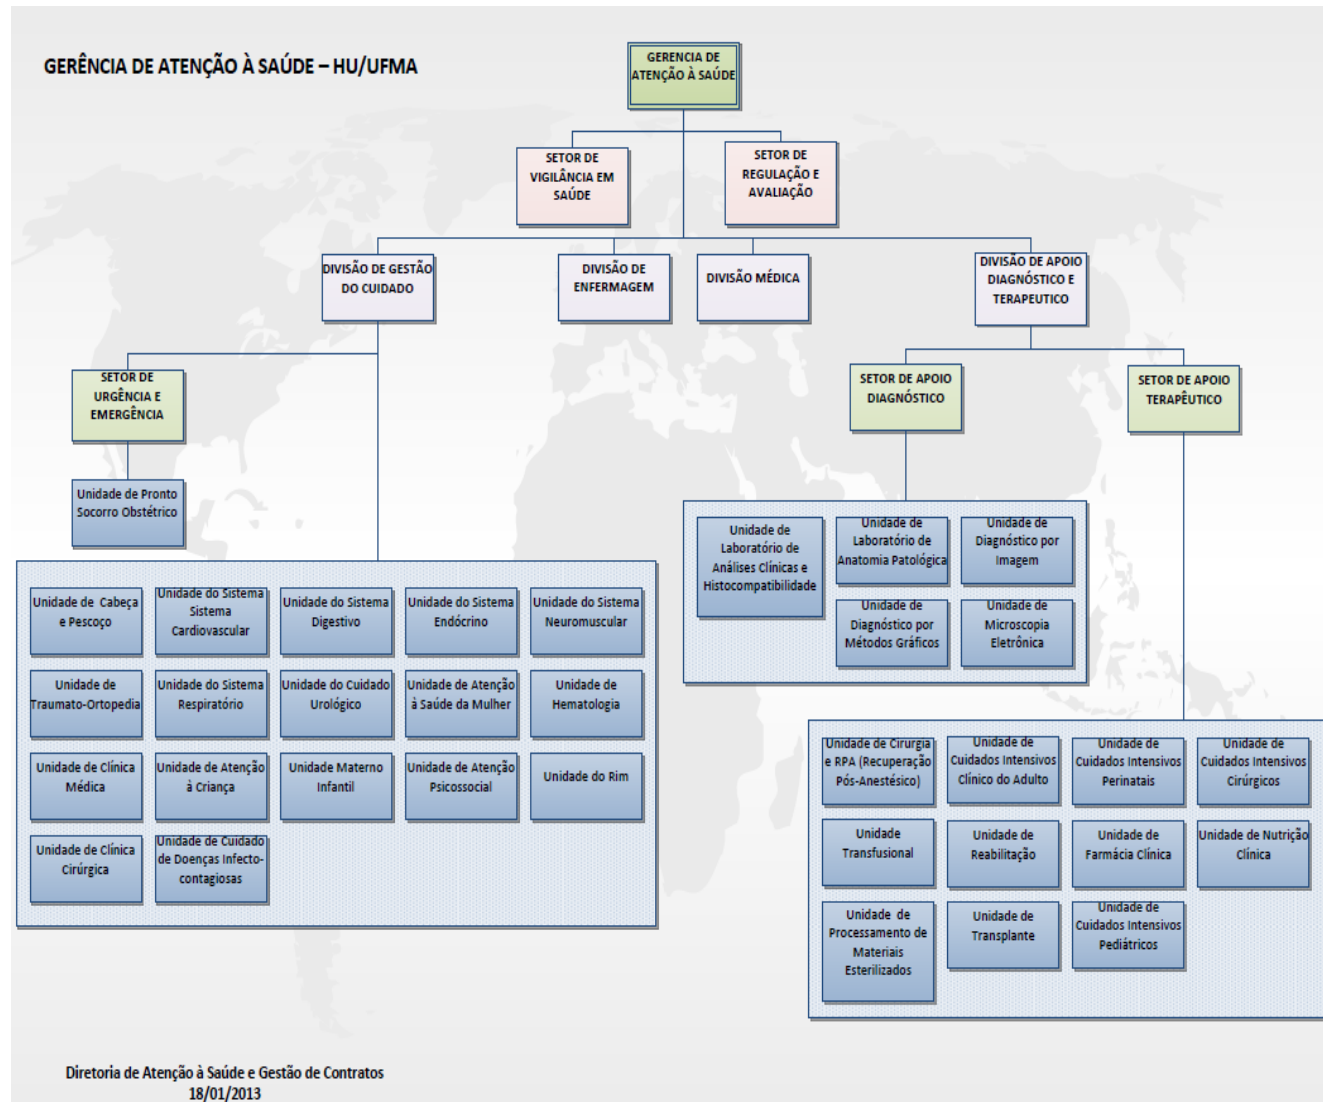 GERÊNCIA DE ATENÇÃO À SAÚDE – HU/UFMA
GERENCIA DE
ATENÇÃO À SAÚDE
SETOR DE
VIGILÂNCIA EM
SAÚDE
SETOR DE
REGULAÇÃO E
AVALIAÇÃO
DIVISÃO DE GESTÃO
DO CUIDADO
DIVISÃO DE
ENFERMAGEM
DIVISÃO MÉDICA
DIVISÃO DE APOIO
DIAGNÓSTICO E
TERAPEUTICO
SETOR DE
URGÊNCIA E
EMERGÊNCIA
SETOR DE APOIO
DIAGNÓSTICO
SETOR DE APOIO
TERAPÊUTICO
Unidade de Pronto
Socorro Obstétrico
Unidade de Cabeça
e Pescoço
Unidade do Sistema
Sistema
Cardiovascular
Unidade do Sistema
Digestivo
Unidade do Sistema
Endócrino
Unidade do Sistema
Neuromuscular
Unidade de
Traumato-Ortopedia
Unidade do Sistema
Respiratório
Unidade do Cuidado
Urológico
Unidade de Atenção
à Saúde da Mulher
Unidade de
Hematologia
Unidade de Clínica
Médica
Unidade de Atenção
à Criança
Unidade Materno
Infantil
Unidade de Atenção
Psicossocial
Unidade do Rim
Unidade de Clínica
Cirúrgica
Unidade de Cuidado
de Doenças Infecto-
contagiosas
Unidade de
Laboratório de
Análises Clínicas e
Histocompatibilidade
Unidade de
Laboratório de
Anatomia Patológica
Unidade de
Diagnóstico por
Imagem
Unidade de
Diagnóstico por
Métodos Gráficos
Unidade de
Microscopia
Eletrônica
Unidade de Cirurgia
e RPA (Recuperação
Pós-Anestésico)
Unidade de
Cuidados Intensivos
Clínico do Adulto
Unidade de
Cuidados Intensivos
Perinatais
Unidade de
Cuidados Intensivos
Cirúrgicos
Unidade
Transfusional
Unidade de
Reabilitação
Unidade de
Farmácia Clínica
Unidade de Nutrição
Clínica
Unidade de
Processamento de
Materiais
Esterilizados
Unidade de
Transplante
Unidade de
Cuidados Intensivos
Pediátricos
Diretoria de Atenção à Saúde e Gestão de Contratos
18/01/2013